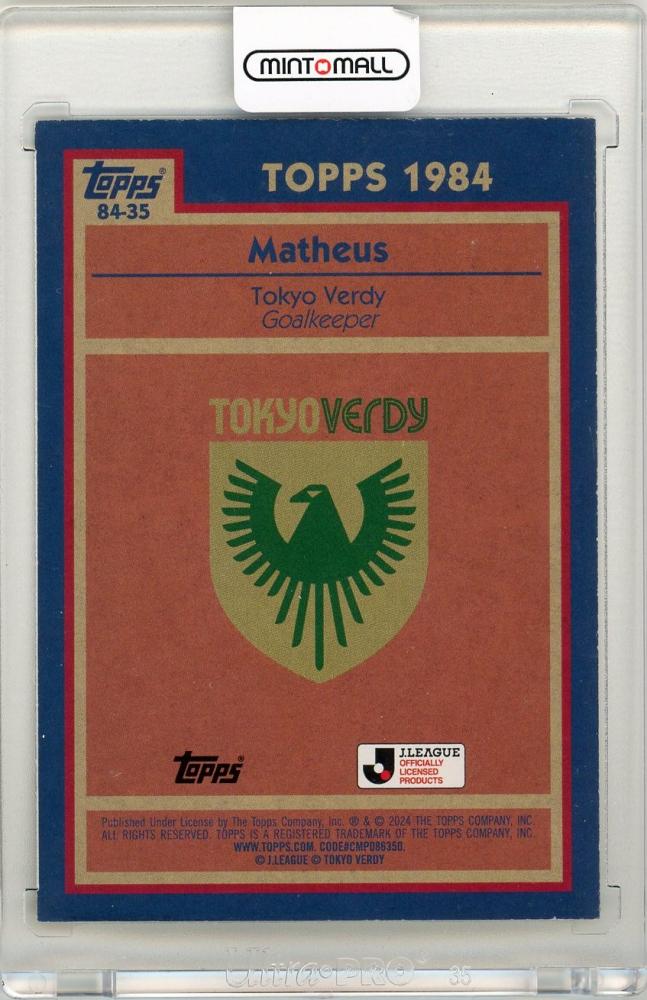 MINTMALL
Topps®
84-35
TOPPS 1984
Matheus
Tokyo Verdy
Goalkeeper
TOKYOVERDY
Topps®
J.LEAGUE
OFFICIALLY
LICENSED
PRODUCTS
Published Under License by The Topps Company, Inc. ® & © 2024 THE TOPPS COMPANY, INC.
ALL RIGHTS RESERVED. TOPPS IS A REGISTERED TRADEMARK OF THE TOPPS COMPANY, INC.
WWW.TOPPS.COM. CODE#CMP086350.
© J.LEAGUE © TOKYO VERDY
Ultra•PRO® 35